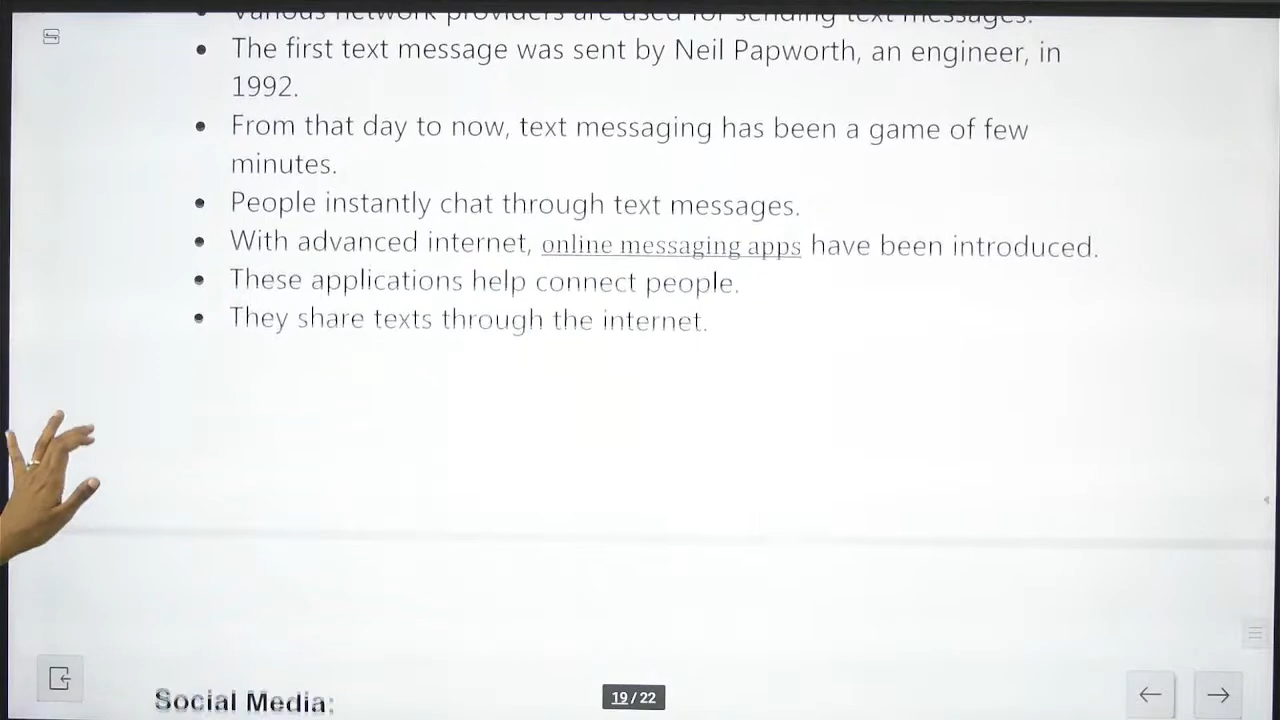 Various network providers are used for sending text messages.
The first text message was sent by Neil Papworth, an engineer, in
1992.
From that day to now, text messaging has been a game of few
minutes.
People instantly chat through text messages.
With advanced internet, online messaging apps have been introduced.
These applications help connect people.
They share texts through the internet.
Social Media:
19 / 22